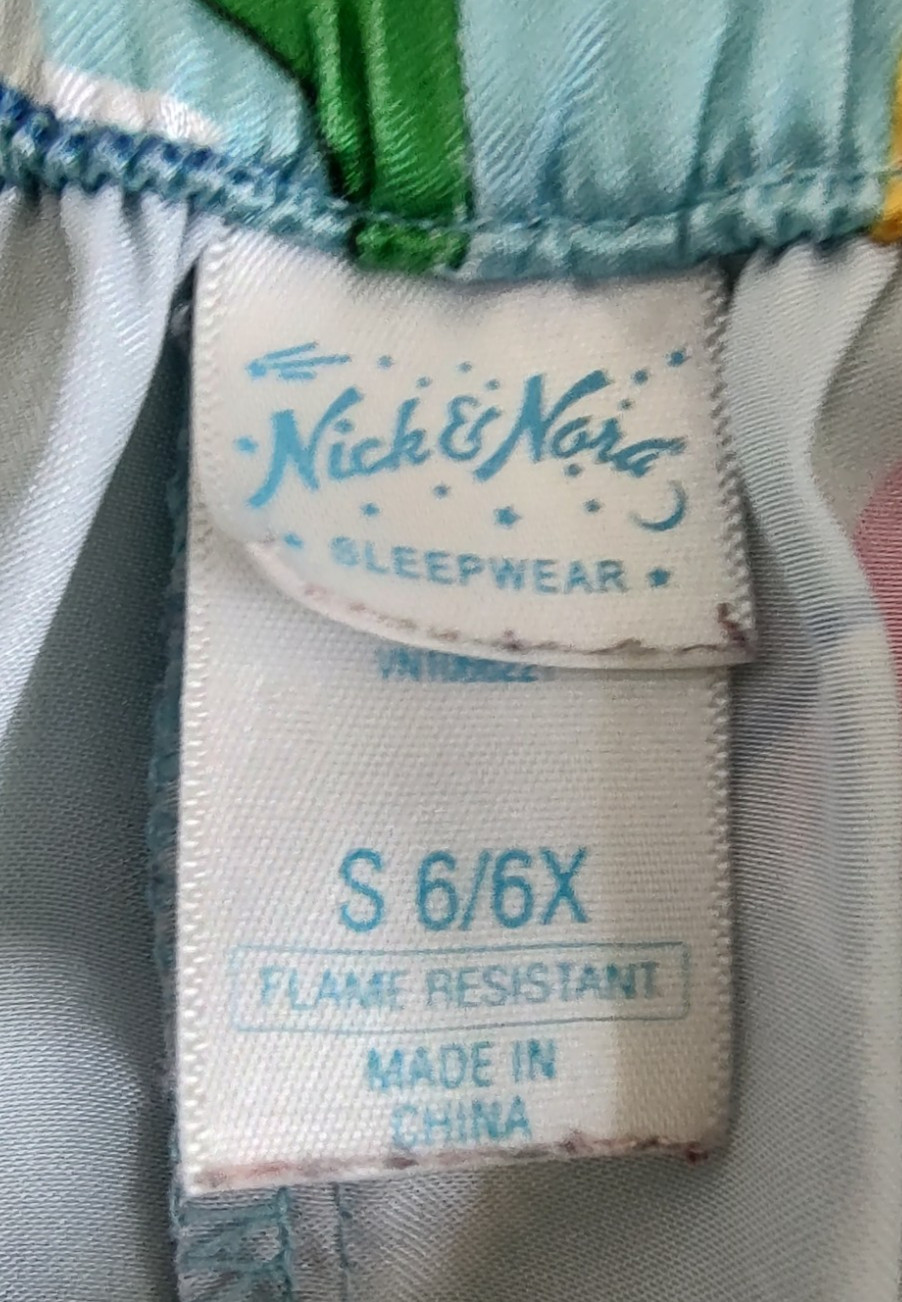 Nick & Nora
SLEEPWEAR
S 6/6X
FLAME RESISTANT
MADE IN
CHINA